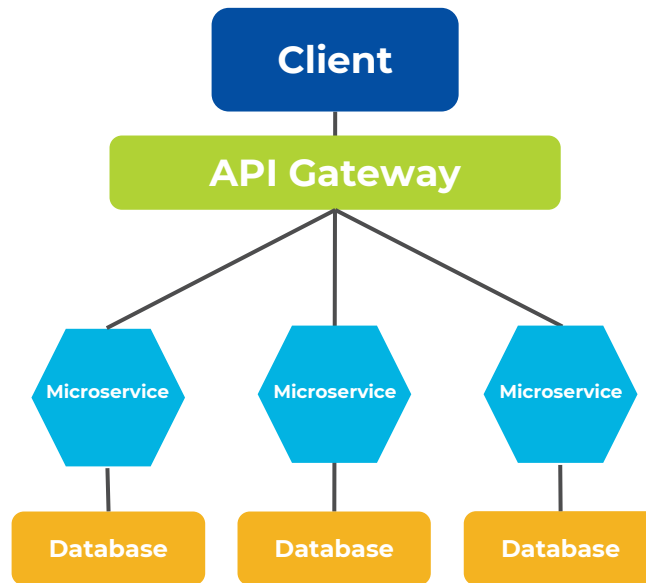 Client
API Gateway
Microservice
Microservice
Microservice
Database
Database
Database